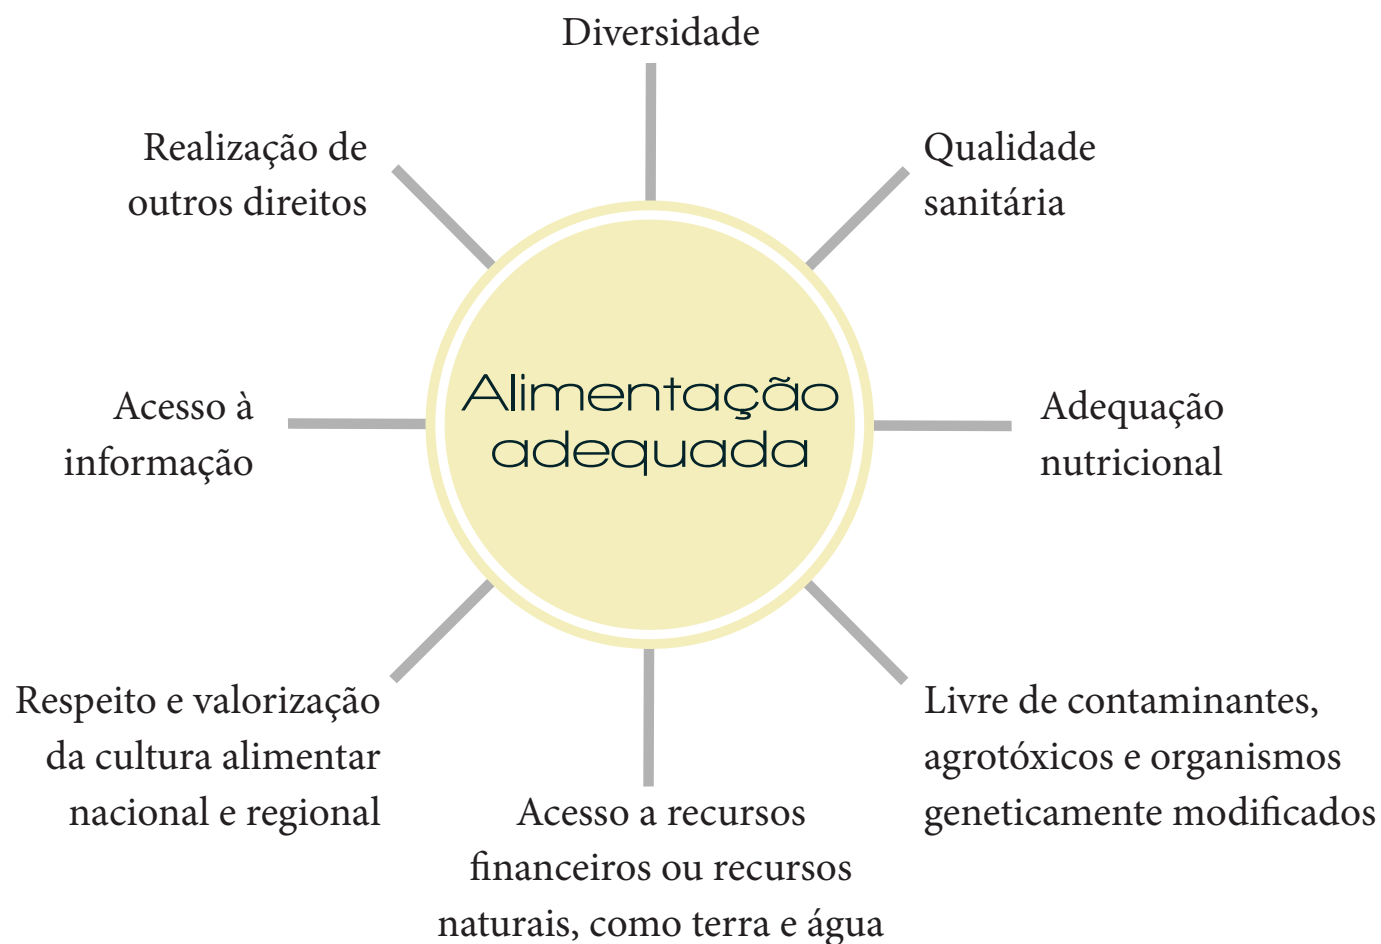 Diversidade
Realização de
outros direitos
Qualidade
sanitária
Acesso à
informação
Alimentação
adequada
Adequação
nutricional
Respeito e valorização
da cultura alimentar
nacional e regional
Acesso a recursos
financeiros ou recursos
naturais, como terra e água
Livre de contaminantes,
agrotóxicos e organismos
geneticamente modificados